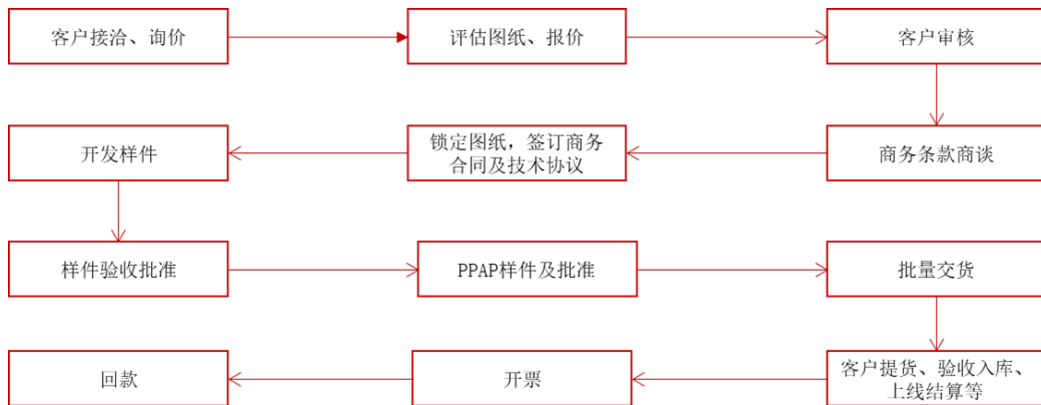 客户接洽、询价
评估图纸、报价
客户审核
商务条款商谈
锁定图纸，签订商务
合同及技术协议
开发样件
样件验收批准
PPAP样件及批准
批量交货
客户提货、验收入库、
上线结算等
开票
回款